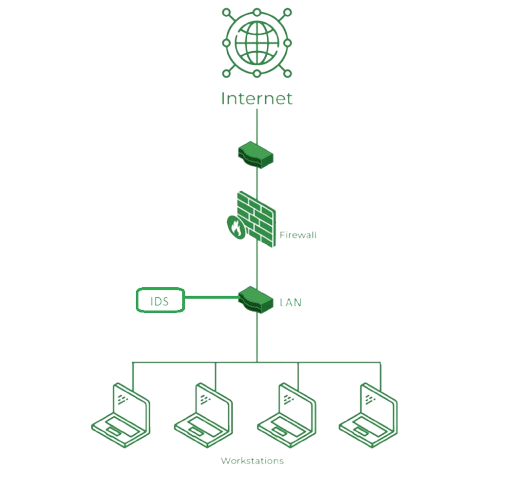 Internet
Firewall
IDS
LAN
Workstations